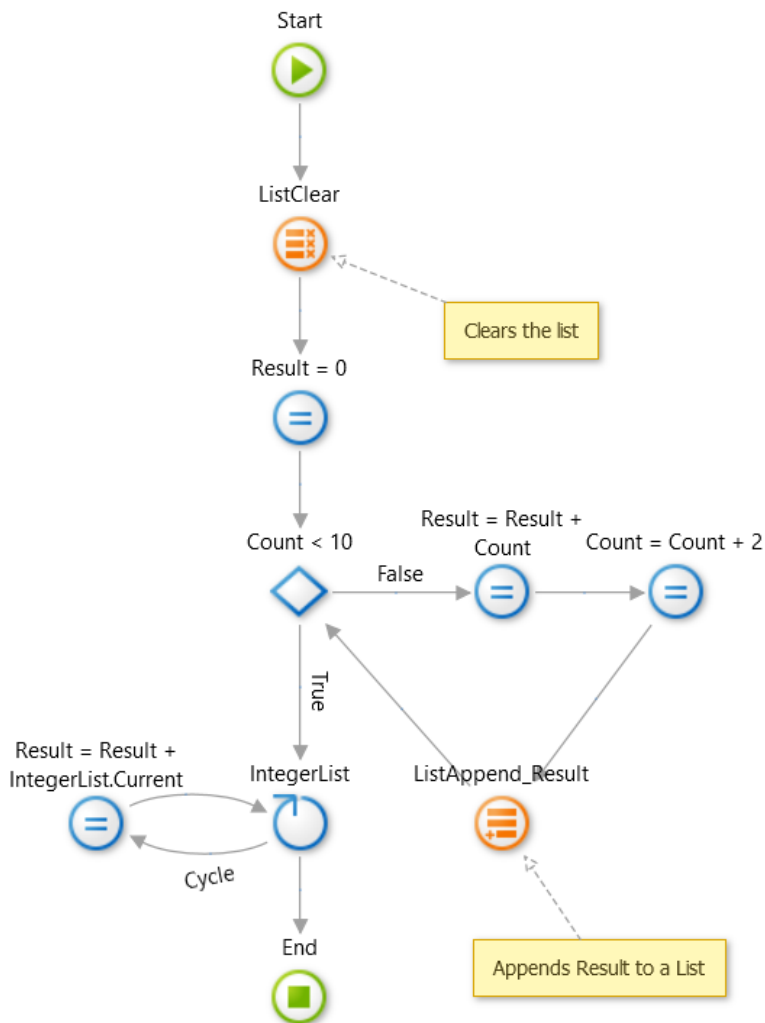 Start
ListClear
Clears the list
Result = 0
Count < 10
False
Result = Result +
Count
Count = Count + 2
True
Result = Result +
IntegerList.Current
IntegerList
ListAppend_Result
Cycle
End
Appends Result to a List